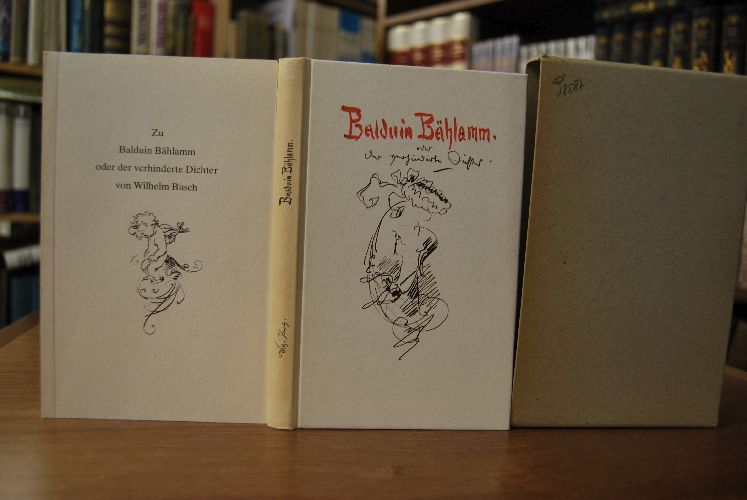 Zu
Balduin Bählamm
oder der verhinderte Dichter
von Wilhelm Busch
Balduin Bählamm.
Balduin Bählamm.
oder
der verhinderte Dichter.